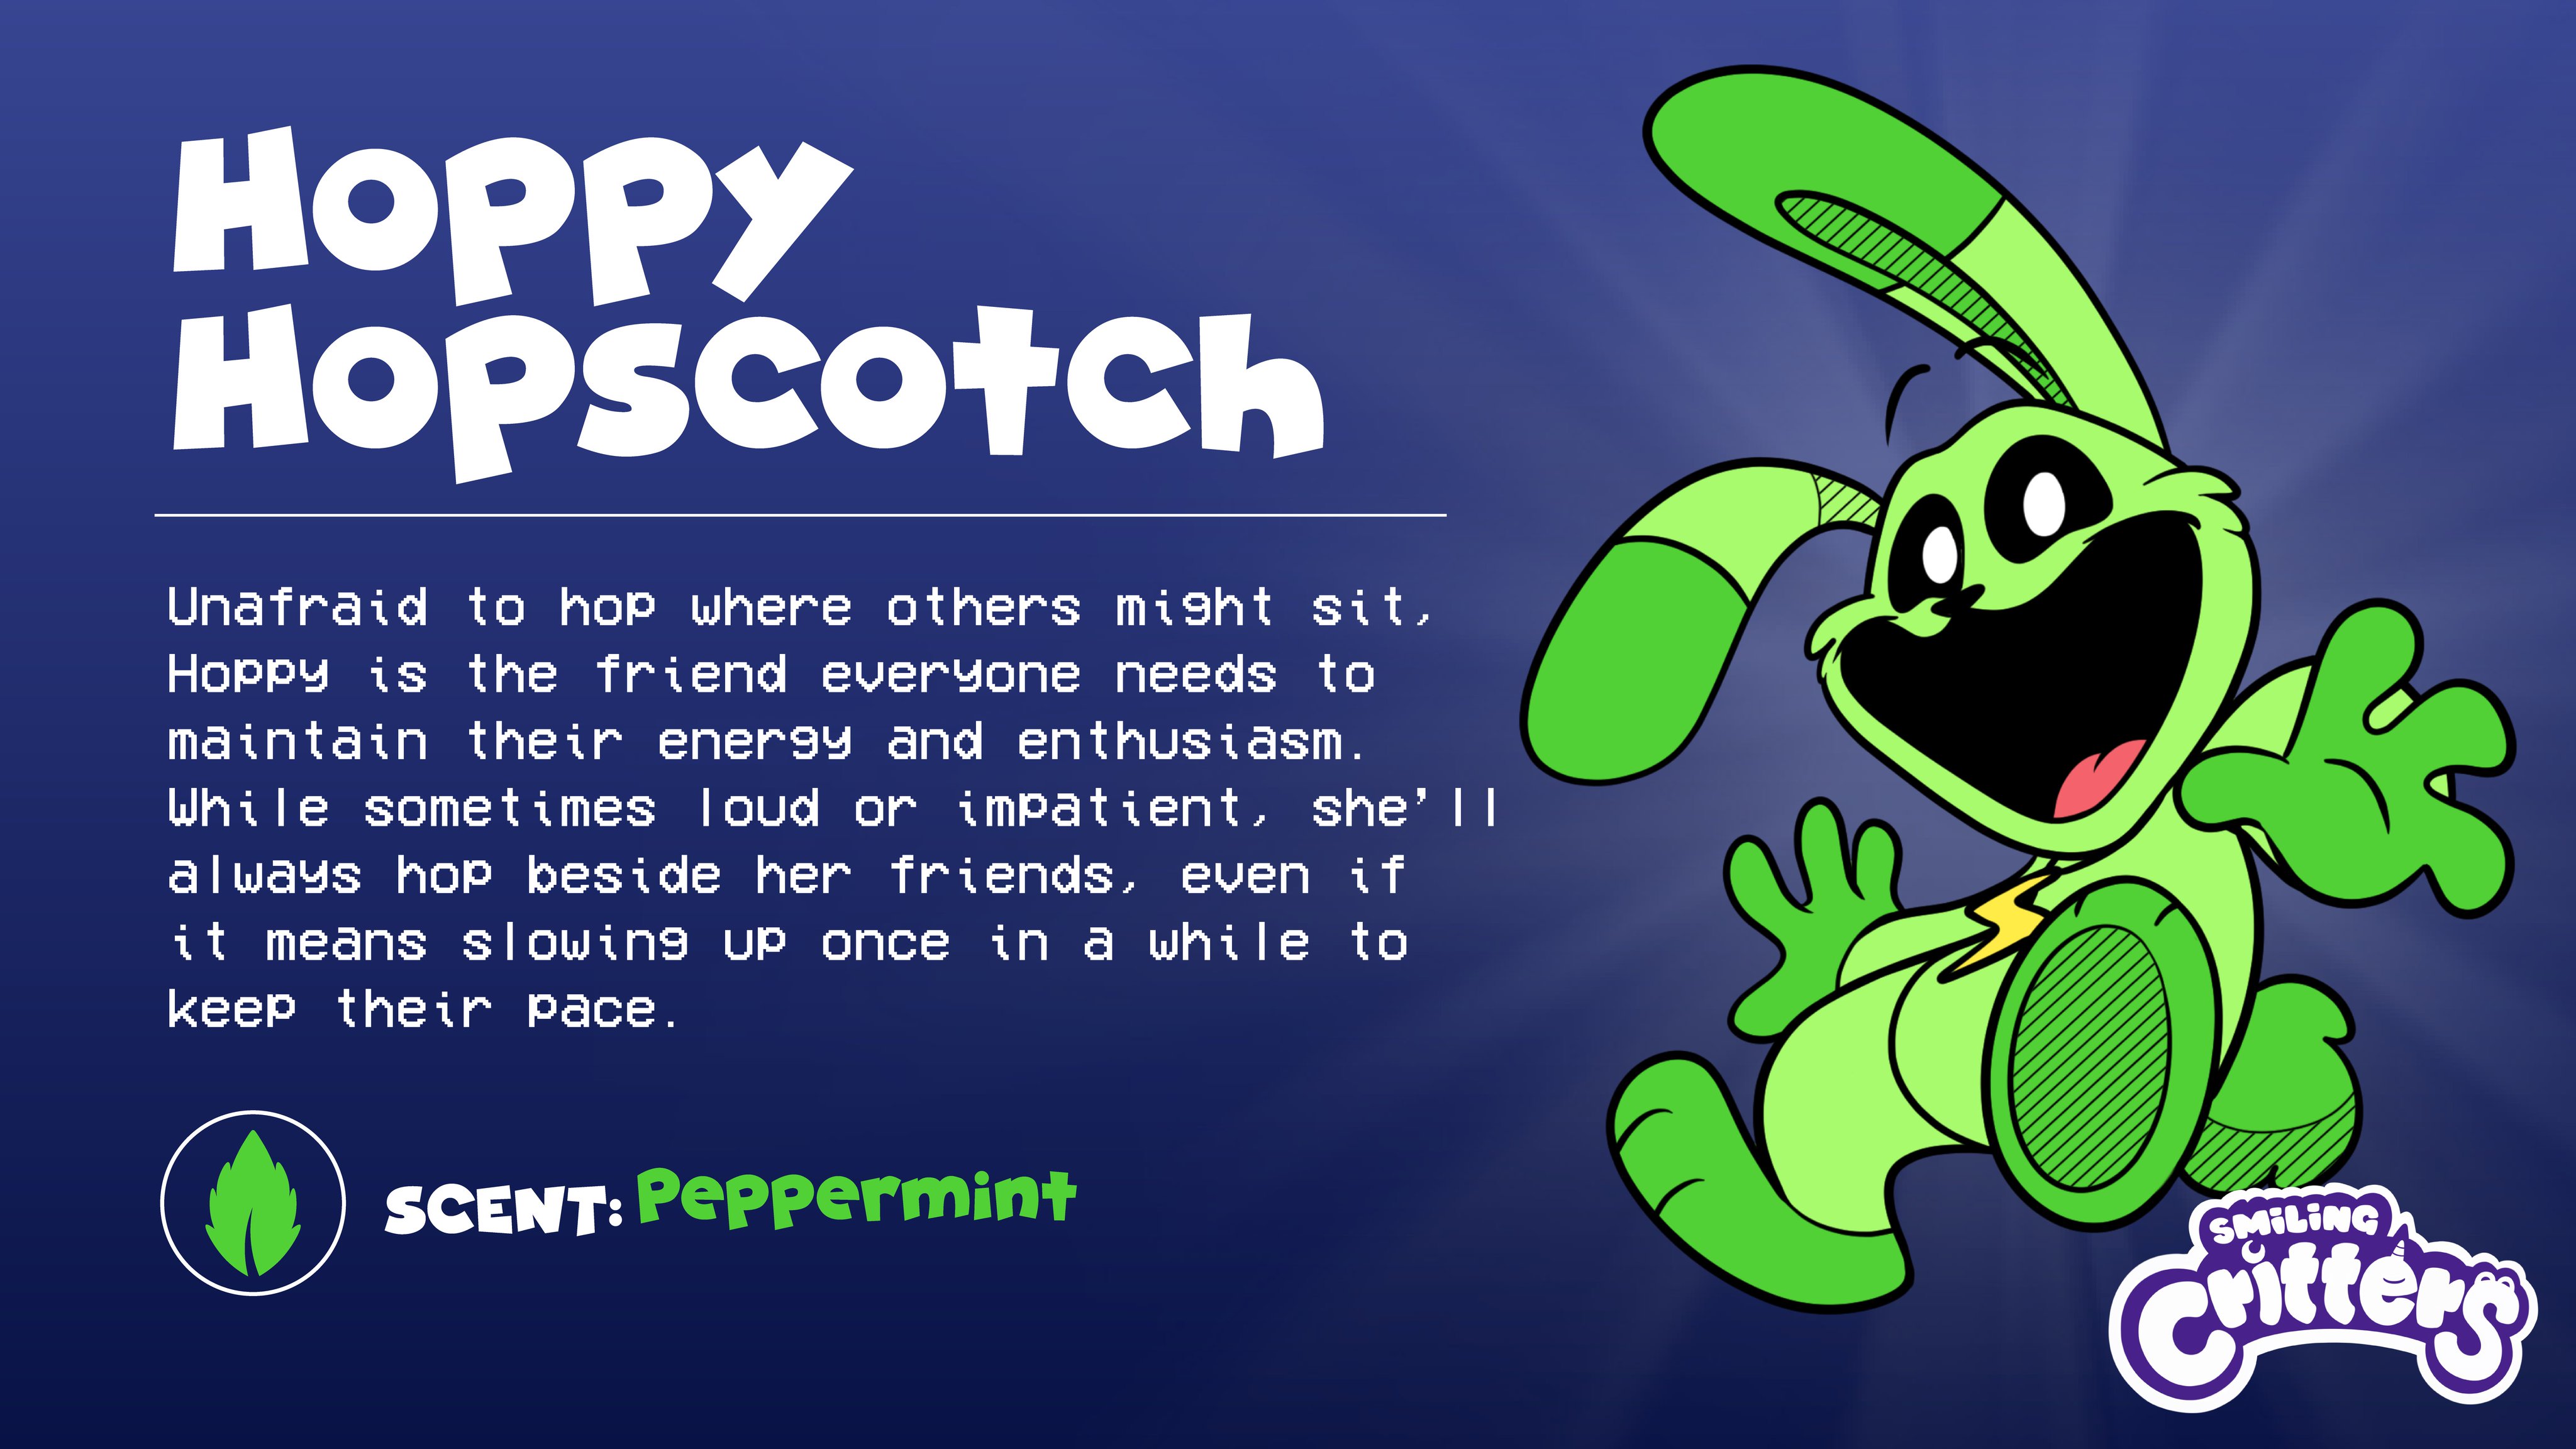 Hoppy
Hopscotch
Unafraid to hop where others might sit,
Hoppy is the friend everyone needs to
maintain their energy and enthusiasm.
While sometimes loud or impatient, she'll
always hop beside her friends, even if
it means slowing up once in a while to
keep their pace.
SCENT: Peppermint
SMiLiNG
Critters